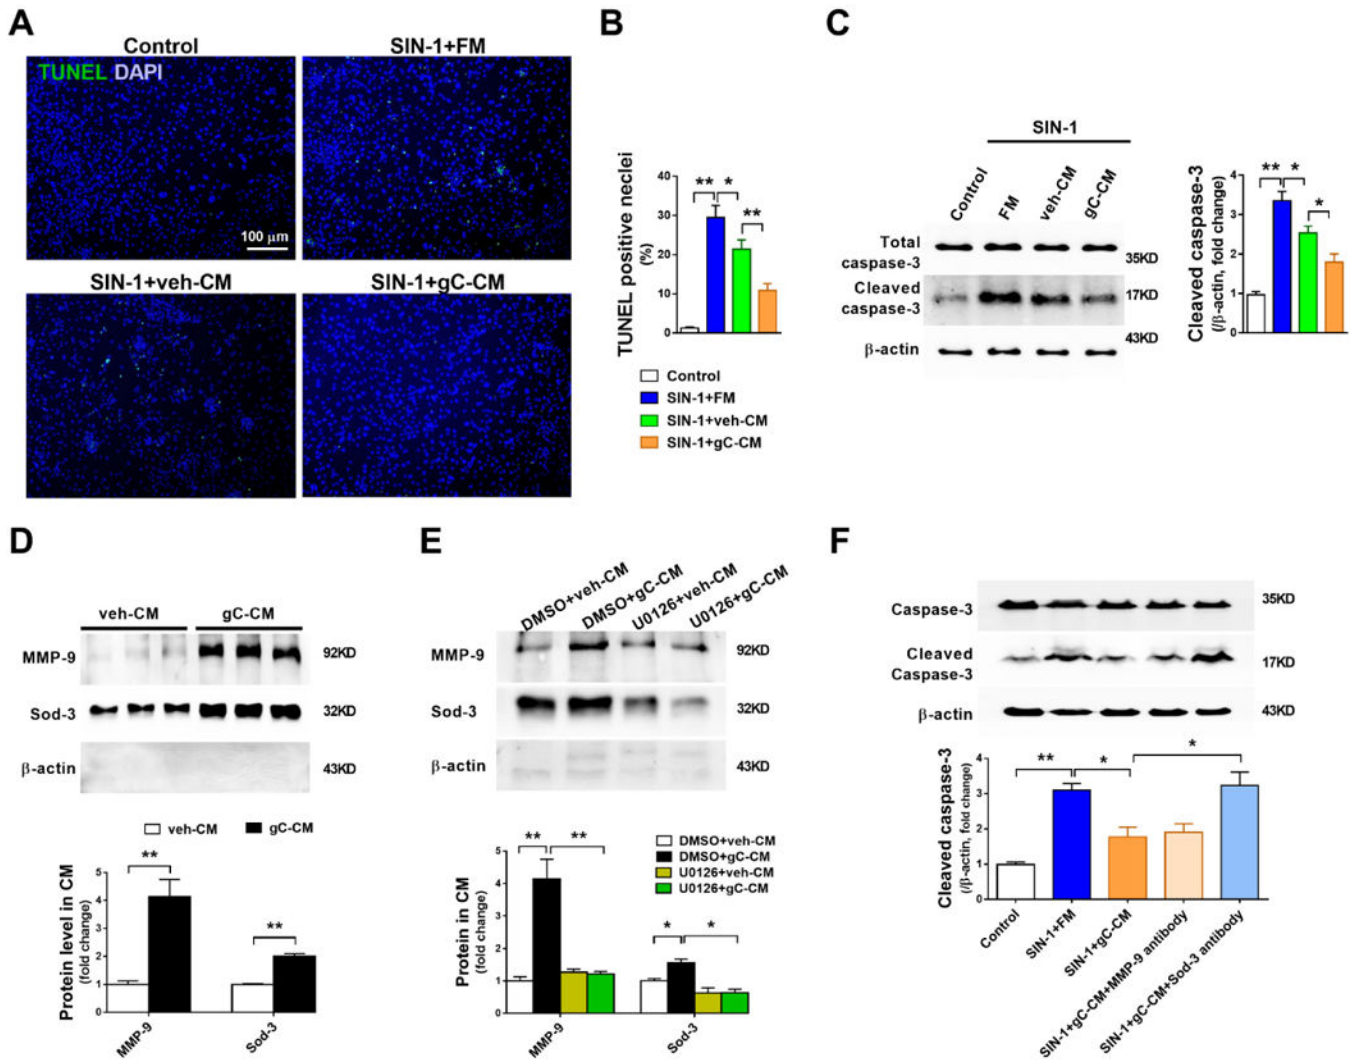 A
Control
SIN-1+FM
TUNEL DAPI
100 μm
SIN-1+veh-CM
SIN-1+gC-CM
B
TUNEL positive neclei
(%)
40
30
20
10
0
** * **
Control
SIN-1+FM
SIN-1+veh-CM
SIN-1+gC-CM
C
SIN-1
Control FM veh-CM gC-CM
Total
caspase-3
35KD
Cleaved
caspase-3
17KD
43KD
β-actin
Cleaved caspase-3
(/β-actin, fold change)
4
3
2
1
0
** * *
D
veh-CM gC-CM
MMP-9 92KD
Sod-3 32KD
β-actin 43KD
veh-CM gC-CM
Protein level in CM
(fold change)
5
4
3
2
1
0
** **
MMP-9 Sod-3
E
DMSO+veh-CM DMSO+gC-CM U0126+veh-CM U0126+gC-CM
MMP-9 92KD
Sod-3 32KD
β-actin 43KD
DMSO+veh-CM
DMSO+gC-CM
U0126+veh-CM
U0126+gC-CM
Protein in CM
(fold change)
5
4
3
2
1
0
** ** * *
MMP-9 Sod-3
F
Caspase-3 35KD
Cleaved
Caspase-3
17KD
β-actin 43KD
Cleaved caspase-3
(/β-actin, fold change)
4
3
2
1
0
** * *
Control
SIN-1+FM
SIN-1+gC-CM
SIN-1+gC-CM+MMP-9 antibody
SIN-1+gC-CM+Sod-3 antibody